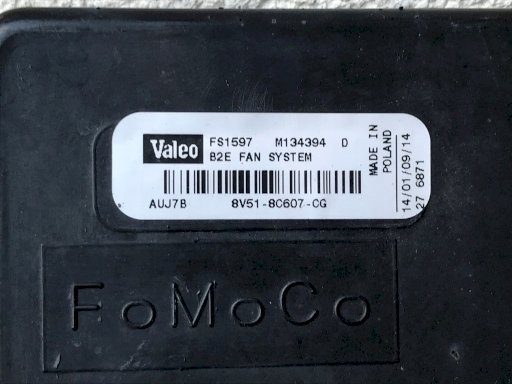 Valeo
FS1597 M134394 D
B2E FAN SYSTEM
AUJ7B 8V51-8C607-CG
MADE IN
POLAND
14/01/09/14
27 6871
FoMoCo